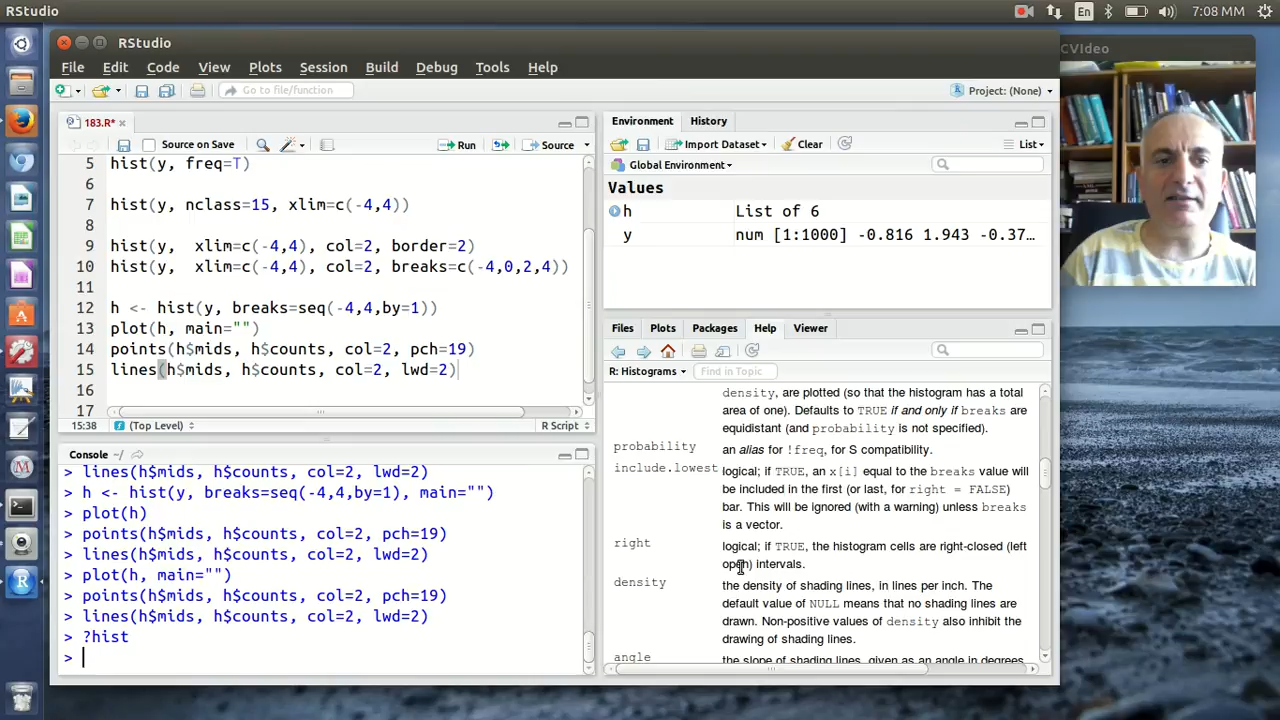 RStudio
En
7:08 MM
RStudio
CVIdeo
File Edit Code View Plots Session Build Debug Tools Help
Go to file/function
Project: (None)
183.R*
Source on Save
Run
Source
5 hist(y, freq=T)
6
7 hist(y, nclass=15, xlim=c(-4,4))
8
9 hist(y,  xlim=c(-4,4), col=2, border=2)
10 hist(y,  xlim=c(-4,4), col=2, breaks=c(-4,0,2,4))
11
12 h <- hist(y, breaks=seq(-4,4,by=1))
13 plot(h, main="")
14 points(h$mids, h$counts, col=2, pch=19)
15 lines(h$mids, h$counts, col=2, lwd=2)
16
17
15:38 (Top Level) R Script
Console ~/
> lines(h$mids, h$counts, col=2, lwd=2)
> h <- hist(y, breaks=seq(-4,4,by=1), main="")
> plot(h)
> points(h$mids, h$counts, col=2, pch=19)
> lines(h$mids, h$counts, col=2, lwd=2)
> plot(h, main="")
> points(h$mids, h$counts, col=2, pch=19)
> lines(h$mids, h$counts, col=2, lwd=2)
> ?hist
>
Environment History
Import Dataset Clear List
Global Environment
Values
h List of 6
y num [1:1000] -0.816 1.943 -0.37…
Files Plots Packages Help Viewer
R: Histograms Find in Topic
density, are plotted (so that the histogram has a total
area of one). Defaults to TRUE if and only if breaks are
equidistant (and probability is not specified).
probability an alias for !freq, for S compatibility.
include.lowest logical; if TRUE, an x[i] equal to the breaks value will
be included in the first (or last, for right = FALSE)
bar. This will be ignored (with a warning) unless breaks
is a vector.
right logical; if TRUE, the histogram cells are right-closed (left
open) intervals.
density the density of shading lines, in lines per inch. The
default value of NULL means that no shading lines are
drawn. Non-positive values of density also inhibit the
drawing of shading lines.
angle the slope of shading lines, given as an angle in degrees